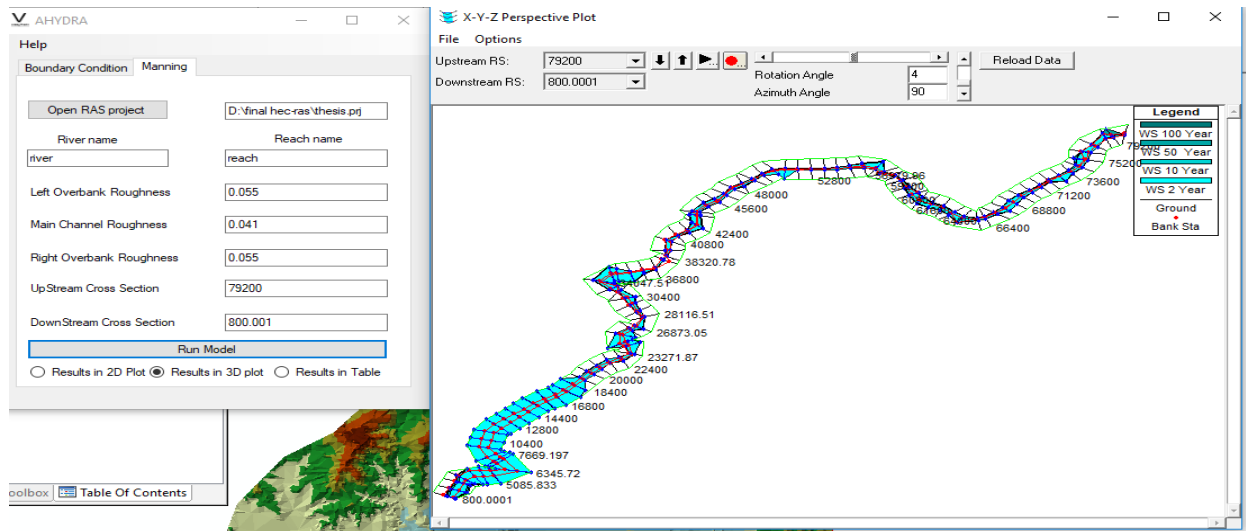 AHYDRA
Help
Boundary Condition Manning
Open RAS project D:\final hec-ras\thesis.prj
River name Reach name
river reach
Left Overbank Roughness 0.055
Main Channel Roughness 0.041
Right Overbank Roughness 0.055
UpStream Cross Section 79200
DownStream Cross Section 800.001
Run Model
Results in 2D Plot Results in 3D plot Results in Table
oolbox Table Of Contents
X-Y-Z Perspective Plot
File Options
Upstream RS: 79200
Downstream RS: 800.0001
Rotation Angle 4
Azimuth Angle 90
Reload Data
Legend
WS 100 Year
WS 50 Year
WS 10 Year
WS 2 Year
Ground
Bank Sta
75200
73600
71200
68800
66400
52800
48000
45600
42400
40800
38320.78
36800
30400
28116.51
26873.05
23271.87
22400
20000
18400
16800
14400
12800
10400
7669.197
6345.72
5085.833
800.0001